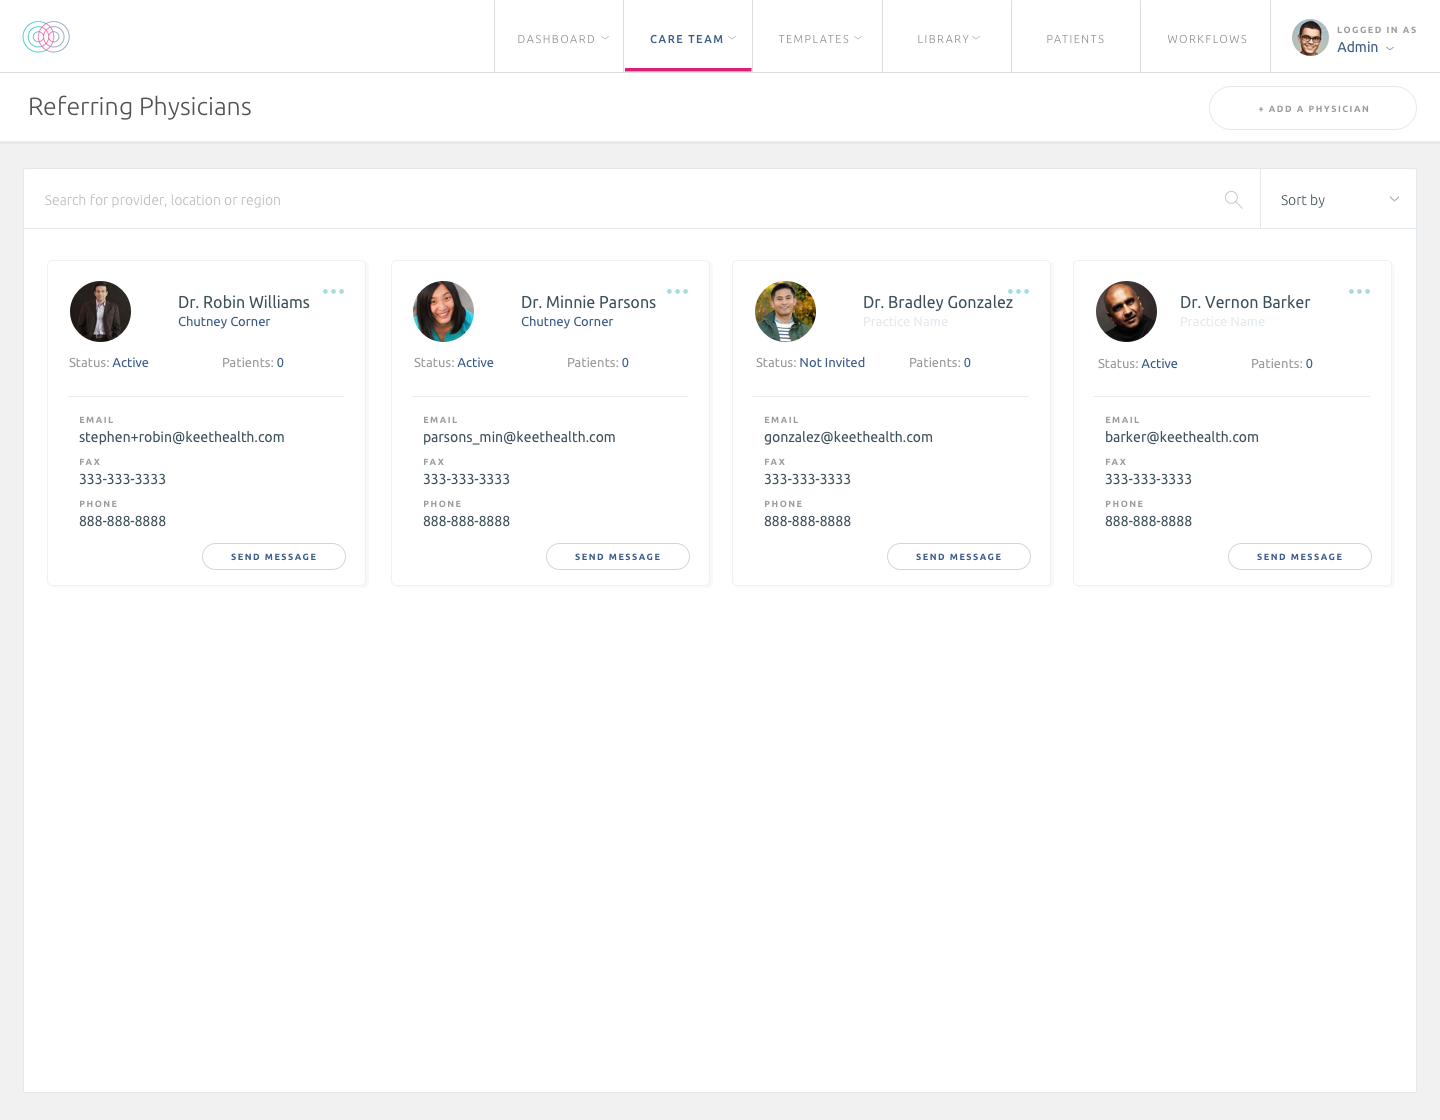 DASHBOARD
CARE TEAM
TEMPLATES
LIBRARY
PATIENTS
WORKFLOWS
LOGGED IN AS
Admin
Referring Physicians
+ ADD A PHYSICIAN
Search for provider, location or region
Sort by
Dr. Robin Williams
Chutney Corner
Status: Active
Patients: 0
EMAIL
stephen+robin@keethealth.com
FAX
333-333-3333
PHONE
888-888-8888
SEND MESSAGE
Dr. Minnie Parsons
Chutney Corner
Status: Active
Patients: 0
EMAIL
parsons_min@keethealth.com
FAX
333-333-3333
PHONE
888-888-8888
SEND MESSAGE
Dr. Bradley Gonzalez
Practice Name
Status: Not Invited
Patients: 0
EMAIL
gonzalez@keethealth.com
FAX
333-333-3333
PHONE
888-888-8888
SEND MESSAGE
Dr. Vernon Barker
Practice Name
Status: Active
Patients: 0
EMAIL
barker@keethealth.com
FAX
333-333-3333
PHONE
888-888-8888
SEND MESSAGE